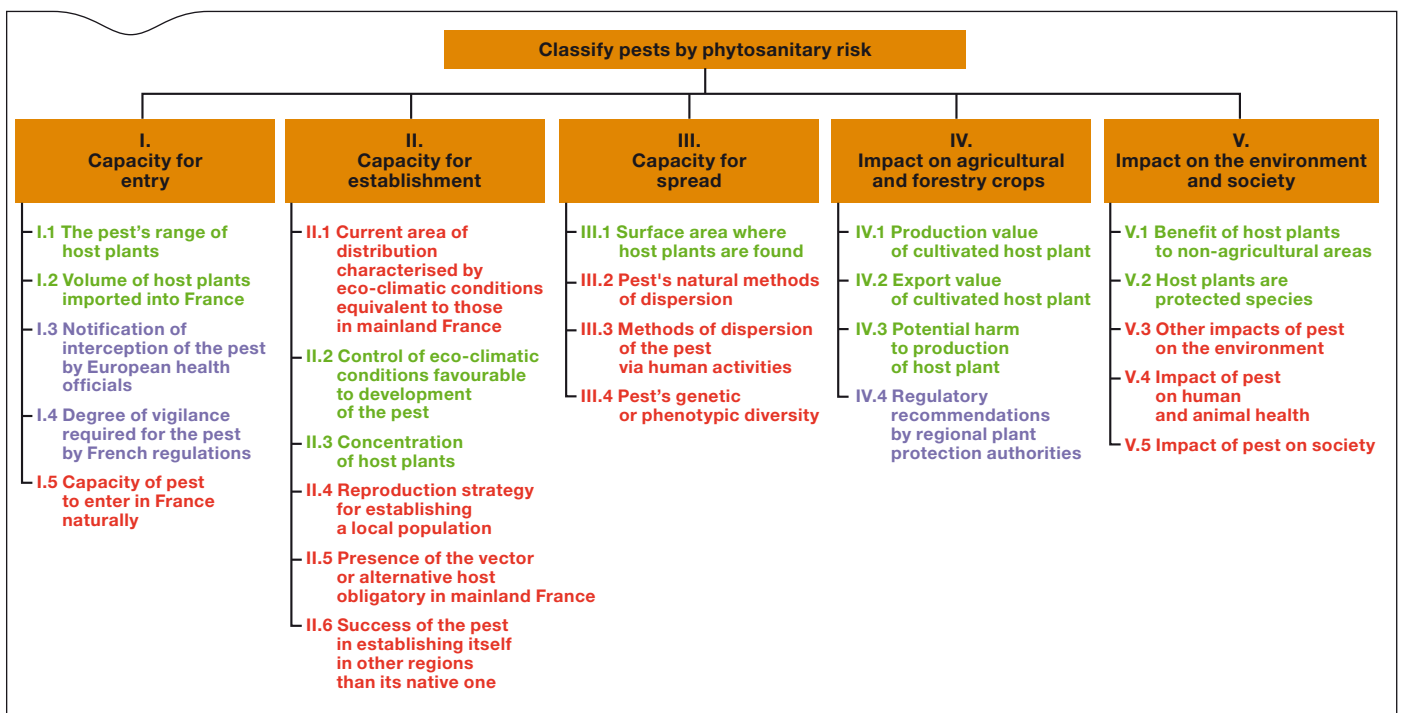 Classify pests by phytosanitary risk
I.
Capacity for
entry
I.1 The pest's range of
host plants
I.2 Volume of host plants
imported into France
I.3 Notification of
interception of the pest
by European health
officials
I.4 Degree of vigilance
required for the pest
by French regulations
I.5 Capacity of pest
to enter in France
naturally
II.
Capacity for
establishment
II.1 Current area of
distribution
characterised by
eco-climatic conditions
equivalent to those
in mainland France
II.2 Control of eco-climatic
conditions favourable
to development
of the pest
II.3 Concentration
of host plants
II.4 Reproduction strategy
for establishing
a local population
II.5 Presence of the vector
or alternative host
obligatory in mainland France
II.6 Success of the pest
in establishing itself
in other regions
than its native one
III.
Capacity for
spread
III.1 Surface area where
host plants are found
III.2 Pest's natural methods
of dispersion
III.3 Methods of dispersion
of the pest
via human activities
III.4 Pest’s genetic
or phenotypic diversity
IV.
Impact on agricultural
and forestry crops
IV.1 Production value
of cultivated host plant
IV.2 Export value
of cultivated host plant
IV.3 Potential harm
to production
of host plant
IV.4 Regulatory
recommendations
by regional plant
protection authorities
V.
Impact on the environment
and society
V.1 Benefit of host plants
to non-agricultural areas
V.2 Host plants are
protected species
V.3 Other impacts of pest
on the environment
V.4 Impact of pest
on human
and animal health
V.5 Impact of pest on society